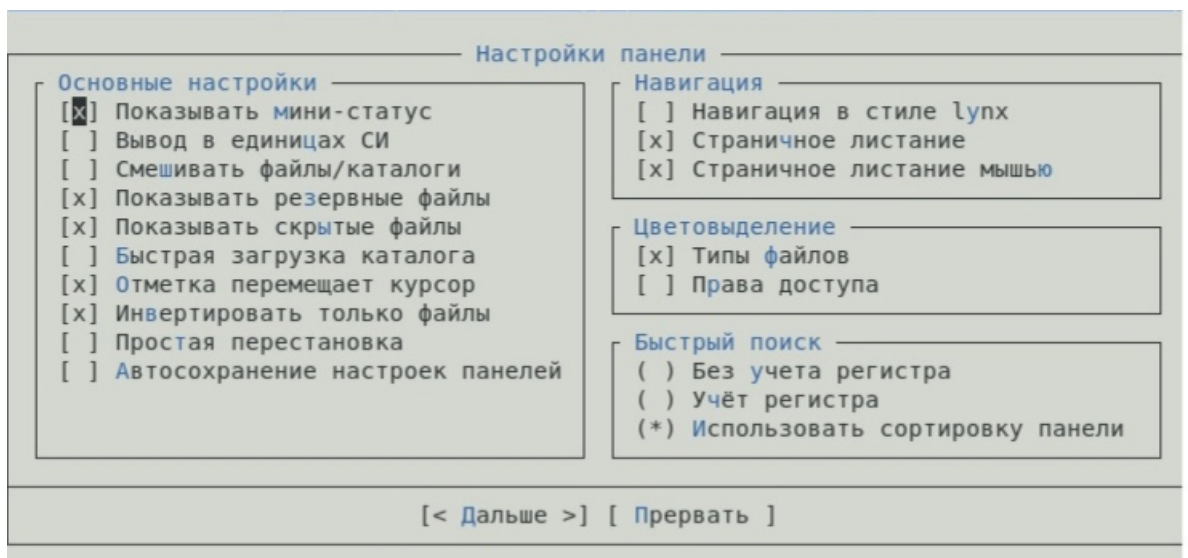 Настройки панели
Основные настройки
[x] Показывать мини-статус
[ ] Вывод в единицах СИ
[ ] Смешивать файлы/каталоги
[x] Показывать резервные файлы
[x] Показывать скрытые файлы
[ ] Быстрая загрузка каталога
[x] Отметка перемещает курсор
[x] Инвертировать только файлы
[ ] Простая перестановка
[ ] Автосохранение настроек панелей
Навигация
[ ] Навигация в стиле lynx
[x] Страничное листание
[x] Страничное листание мышью
Цветовыделение
[x] Типы файлов
[ ] Права доступа
Быстрый поиск
( ) Без учета регистра
( ) Учёт регистра
(*) Использовать сортировку панели
[< Дальше >] [ Прервать ]